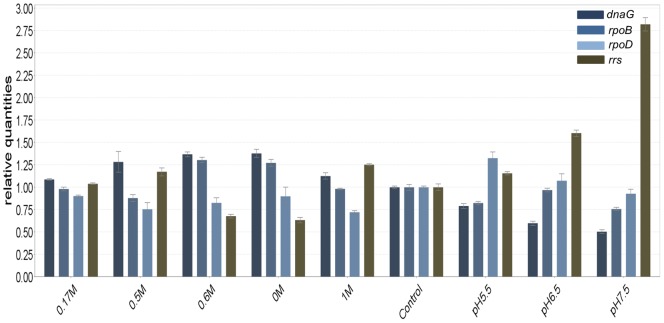 3.00
2.75
2.50
2.25
2.00
1.75
1.50
1.25
1.00
0.75
0.50
0.25
0.00
relative quantities
dnaG
rpoB
rpoD
rrs
0.17M
0.5M
0.6M
0M
1M
Control
pH5.5
pH6.5
pH7.5